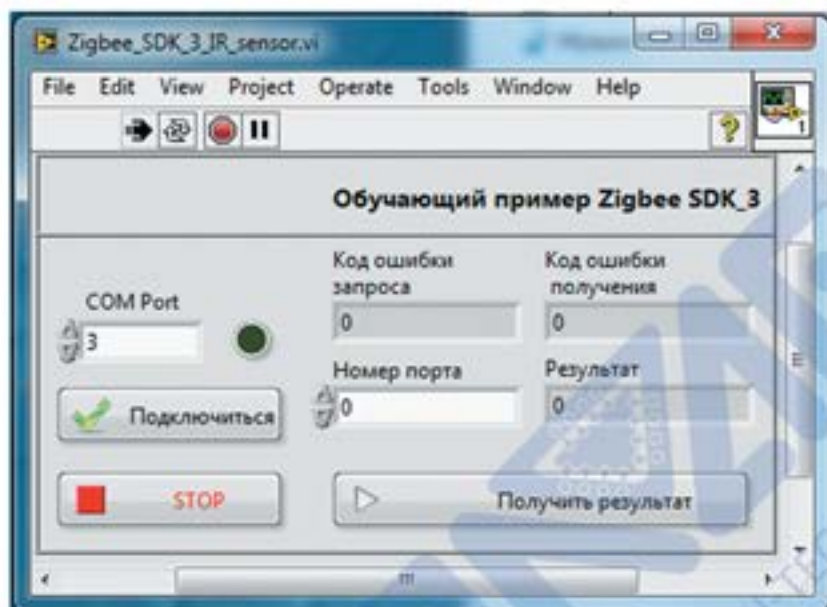 Zigbee_SDK_3_IR_sensor.vi
File Edit View Project Operate Tools Window Help
1
Обучающий пример Zigbee SDK_3
COM Port
3
Код ошибки
запроса
0
Код ошибки
получения
0
Номер порта
0
Результат
0
Подключиться
STOP
Получить результат